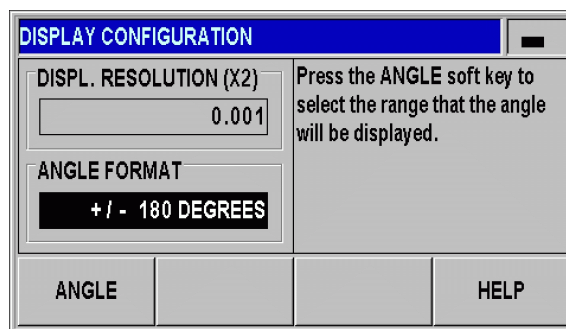 DISPLAY CONFIGURATION
DISPL. RESOLUTION (X2)
0.001
ANGLE FORMAT
+ / - 180 DEGREES
Press the ANGLE soft key to
select the range that the angle
will be displayed.
ANGLE
HELP